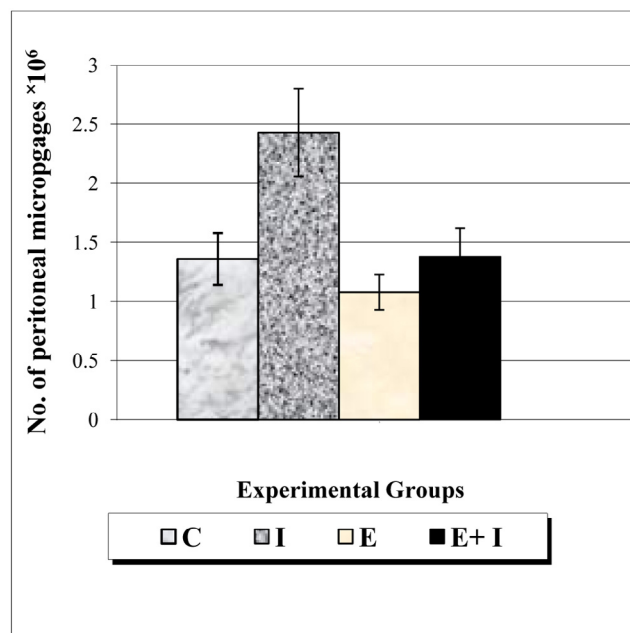 No. of peritoneal micropgages ×10⁶
3
2.5
2
1.5
1
0.5
0
Experimental Groups
C I E E+ I